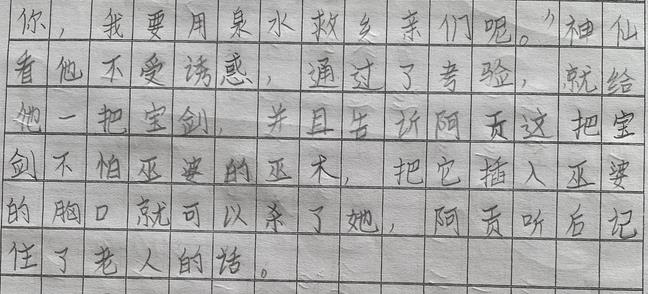 你，我要用泉水救乡亲们呢。”神仙
看他不受诱惑，通过了考验，就给
他一把宝剑，并且告诉阿贡这把宝
剑不怕巫婆的巫术，把它插入巫婆
的胸口就可以杀了她，阿贡听后记
住了老人的话。